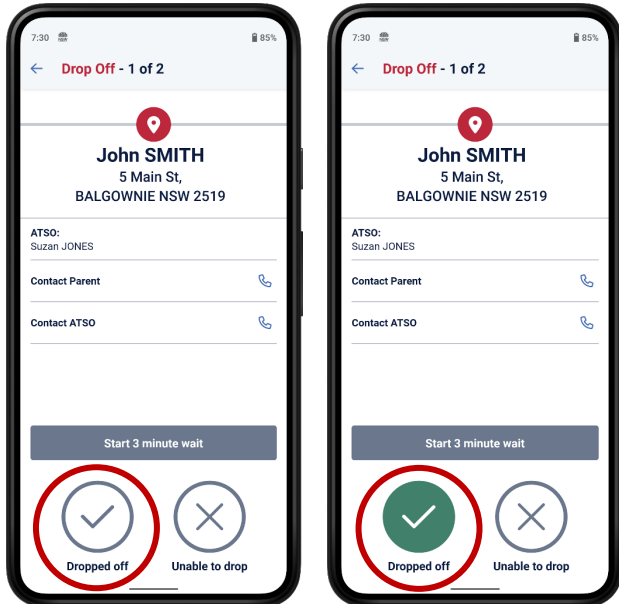 7:30 NSW 85%
Drop Off - 1 of 2
John SMITH
5 Main St,
BALGOWNIE NSW 2519
ATSO:
Suzan JONES
Contact Parent
Contact ATSO
Start 3 minute wait
Dropped off Unable to drop
7:30 NSW 85%
Drop Off - 1 of 2
John SMITH
5 Main St,
BALGOWNIE NSW 2519
ATSO:
Suzan JONES
Contact Parent
Contact ATSO
Start 3 minute wait
Dropped off Unable to drop